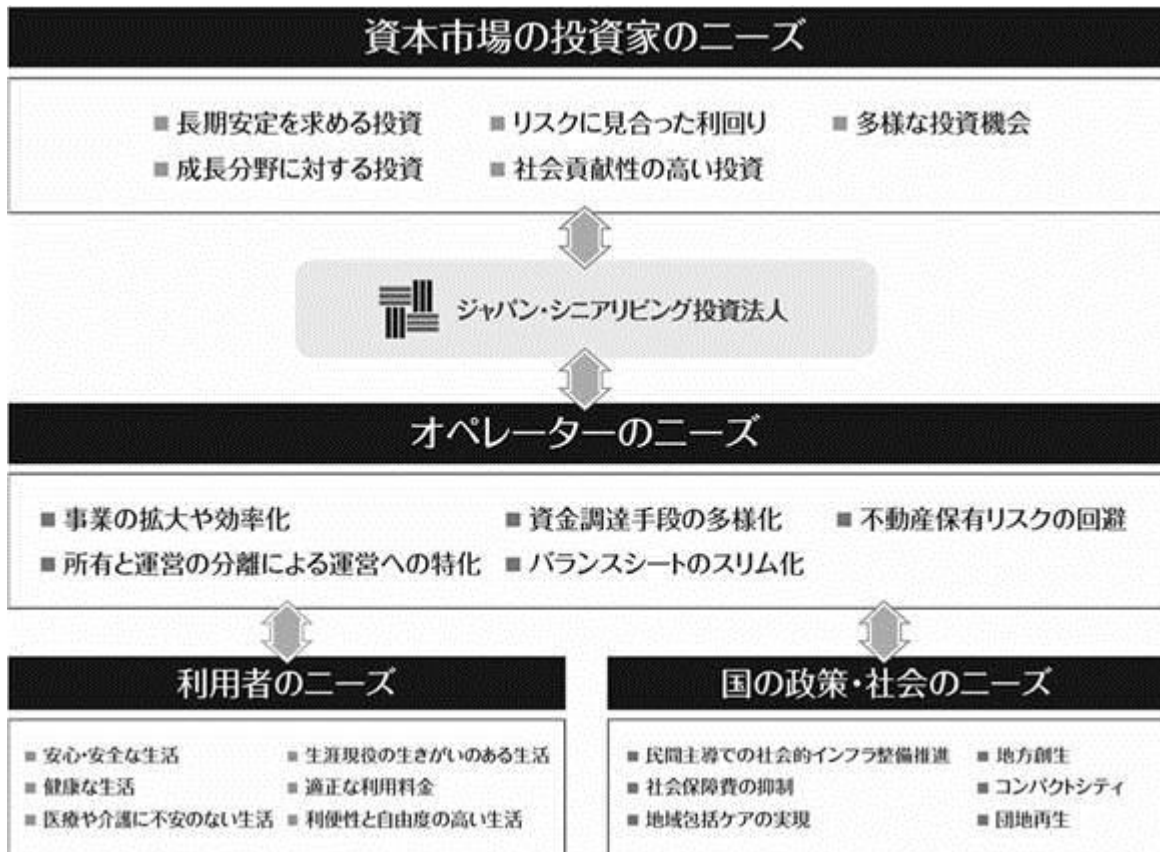 資本市場の投資家のニーズ
■ 長期安定を求める投資 ■ リスクに見合った利回り ■ 多様な投資機会
■ 成長分野に対する投資 ■ 社会貢献性の高い投資
ジャパン・シニアリビング投資法人
オペレーターのニーズ
■ 事業の拡大や効率化 ■ 資金調達手段の多様化 ■ 不動産保有リスクの回避
■ 所有と運営の分離による運営への特化 ■ バランスシートのスリム化
利用者のニーズ
■ 安心・安全な生活 ■ 生涯現役の生きがいのある生活
■ 健康な生活 ■ 適正な利用料金
■ 医療や介護に不安のない生活 ■ 利便性と自由度の高い生活
国の政策・社会のニーズ
■ 民間主導での社会的インフラ整備推進 ■ 地方創生
■ 社会保障費の抑制 ■ コンパクトシティ
■ 地域包括ケアの実現 ■ 団地再生